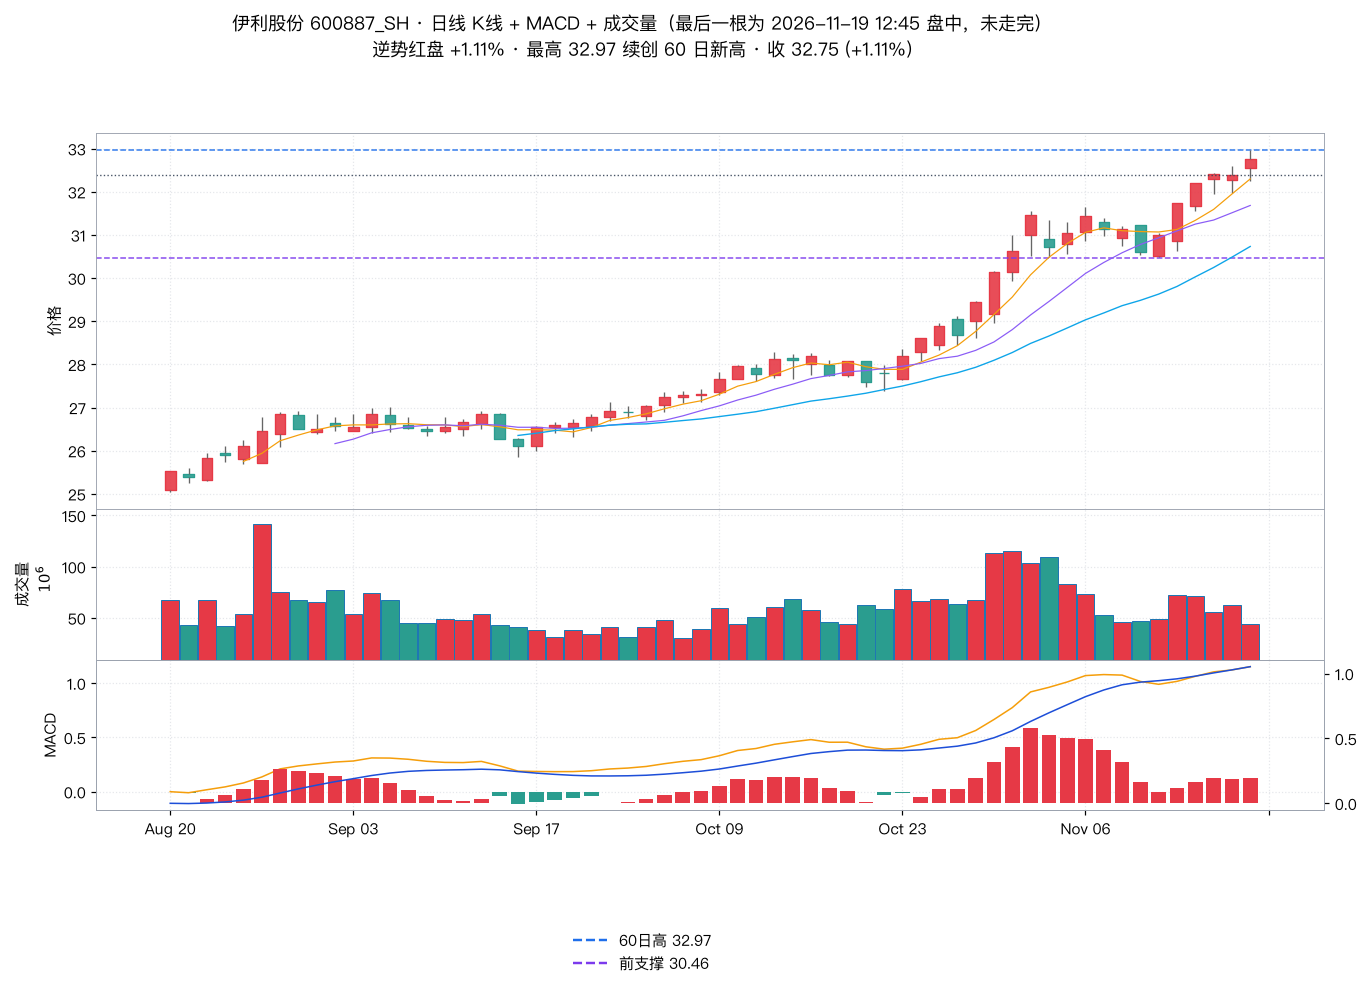 伊利股份 600887_SH · 日线 K线 + MACD + 成交量（最后一根为 2026−11−19 12:45 盘中，未走完）
逆势红盘 +1.11% · 最高 32.97 续创 60 日新高 · 收 32.75 (+1.11%)
价格
33
32
31
30
29
28
27
26
25
成交量
10⁶
150
100
50
MACD
1.0
0.5
0.0
1.0
0.5
0.0
Aug 20
Sep 03
Sep 17
Oct 09
Oct 23
Nov 06
60日高 32.97
前支撑 30.46